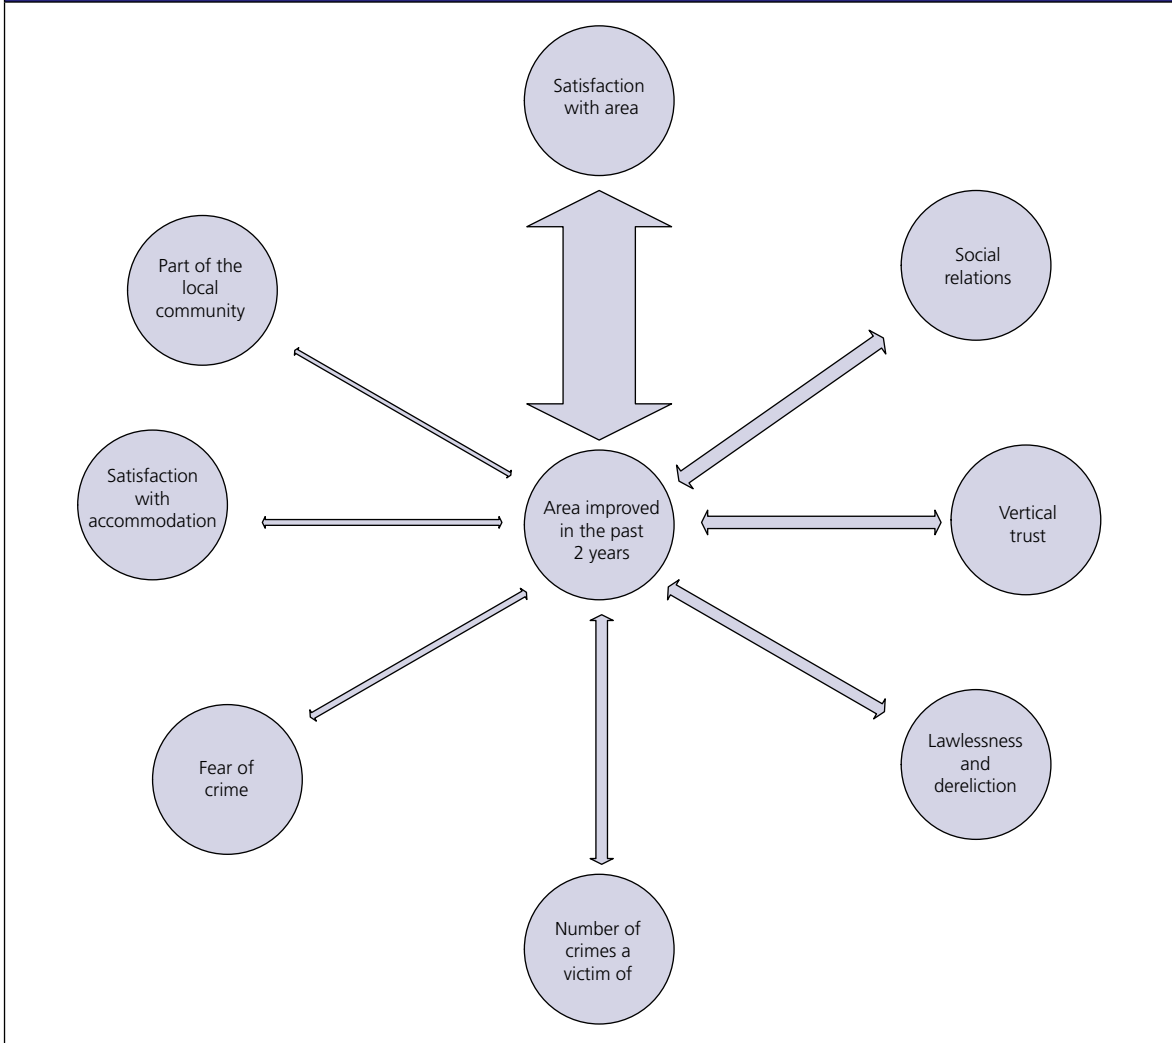 Satisfaction
with area
Social
relations
Part of the
local
community
Satisfaction
with
accommodation
Area improved
in the past
2 years
Vertical
trust
Fear of
crime
Lawlessness
and
dereliction
Number of
crimes a
victim of